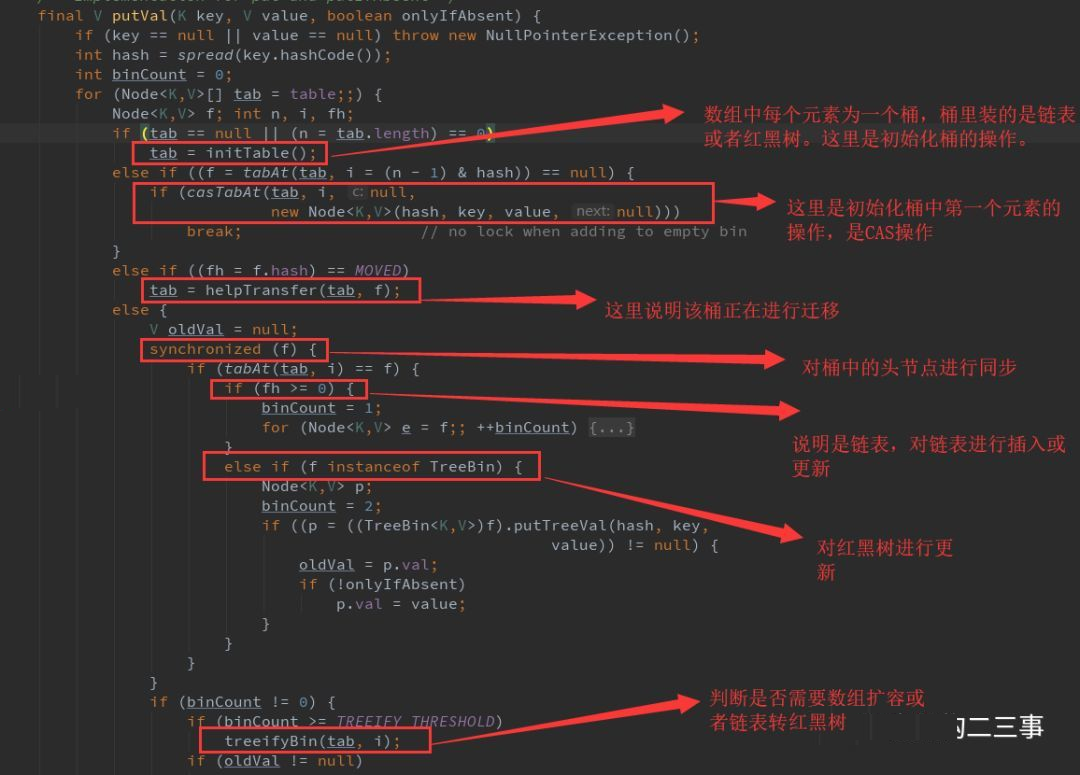 final V putVal(K key, V value, boolean onlyIfAbsent) {
if (key == null || value == null) throw new NullPointerException();
int hash = spread(key.hashCode());
int binCount = 0;
for (Node<K,V>[] tab = table;;) {
Node<K,V> f; int n, i, fh;
if (tab == null || (n = tab.length) == 0)
tab = initTable();
数组中每个元素为一个桶，桶里装的是链表
或者红黑树。这里是初始化桶的操作。
else if ((f = tabAt(tab, i = (n - 1) & hash)) == null) {
if (casTabAt(tab, i, c: null,
new Node<K,V>(hash, key, value, next: null)))
这里是初始化桶中第一个元素的
操作，是CAS操作
break; // no lock when adding to empty bin
}
else if ((fh = f.hash) == MOVED)
tab = helpTransfer(tab, f);
这里说明该桶正在进行迁移
else {
V oldVal = null;
synchronized (f) {
对桶中的头节点进行同步
if (tabAt(tab, i) == f) {
if (fh >= 0) {
binCount = 1;
for (Node<K,V> e = f;; ++binCount) {...}
说明是链表，对链表进行插入或
更新
}
else if (f instanceof TreeBin) {
Node<K,V> p;
binCount = 2;
if ((p = ((TreeBin<K,V>)f).putTreeVal(hash, key,
value)) != null) {
对红黑树进行更
新
oldVal = p.val;
if (!onlyIfAbsent)
p.val = value;
}
}
}
}
if (binCount != 0) {
if (binCount >= TREEIFY_THRESHOLD)
treeifyBin(tab, i);
判断是否需要数组扩容或
者链表转红黑树
if (oldVal != null)
的二三事